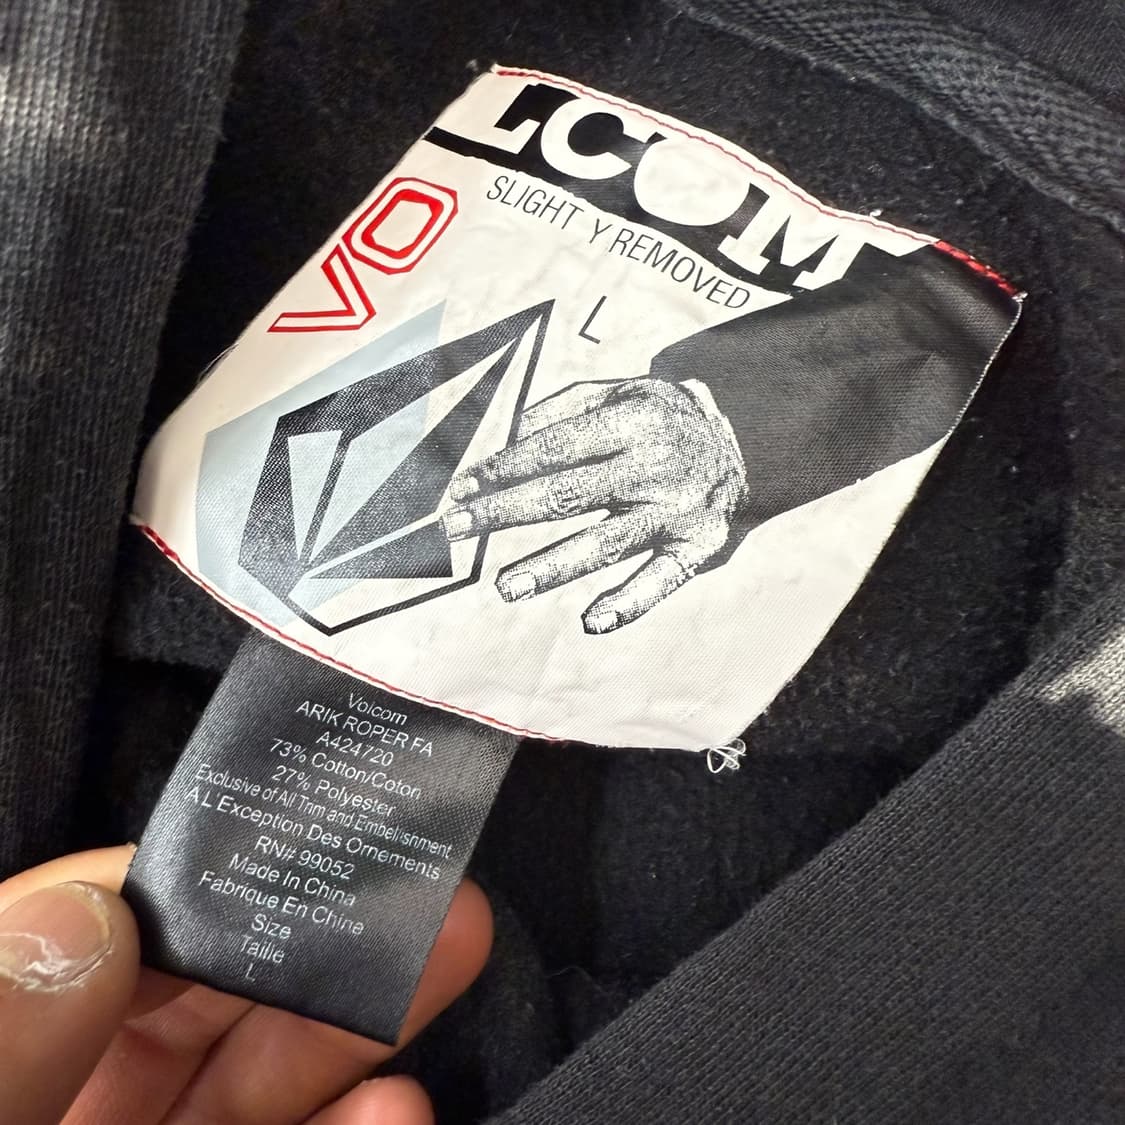 VO
LCOM
SLIGHT Y REMOVED
L
Volcom
ARIK ROPER FA
A424720
73% Cotton/Coton
27% Polyester
Exclusive of All Trim and Embellishment
A L'Exception Des Ornements
RN# 99052
Made In China
Fabrique En Chine
Size
Taille
L